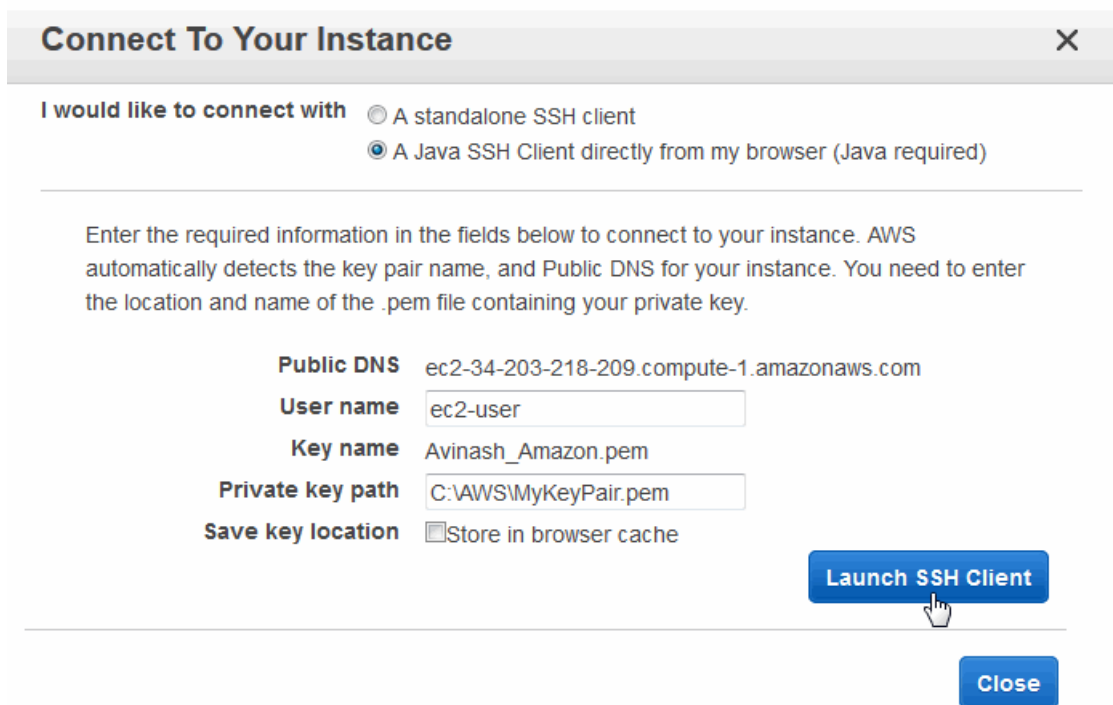 Connect To Your Instance
I would like to connect with
A standalone SSH client
A Java SSH Client directly from my browser (Java required)
Enter the required information in the fields below to connect to your instance. AWS
automatically detects the key pair name, and Public DNS for your instance. You need to enter
the location and name of the .pem file containing your private key.
Public DNS ec2-34-203-218-209.compute-1.amazonaws.com
User name ec2-user
Key name Avinash_Amazon.pem
Private key path C:\AWS\MyKeyPair.pem
Save key location Store in browser cache
Launch SSH Client
Close